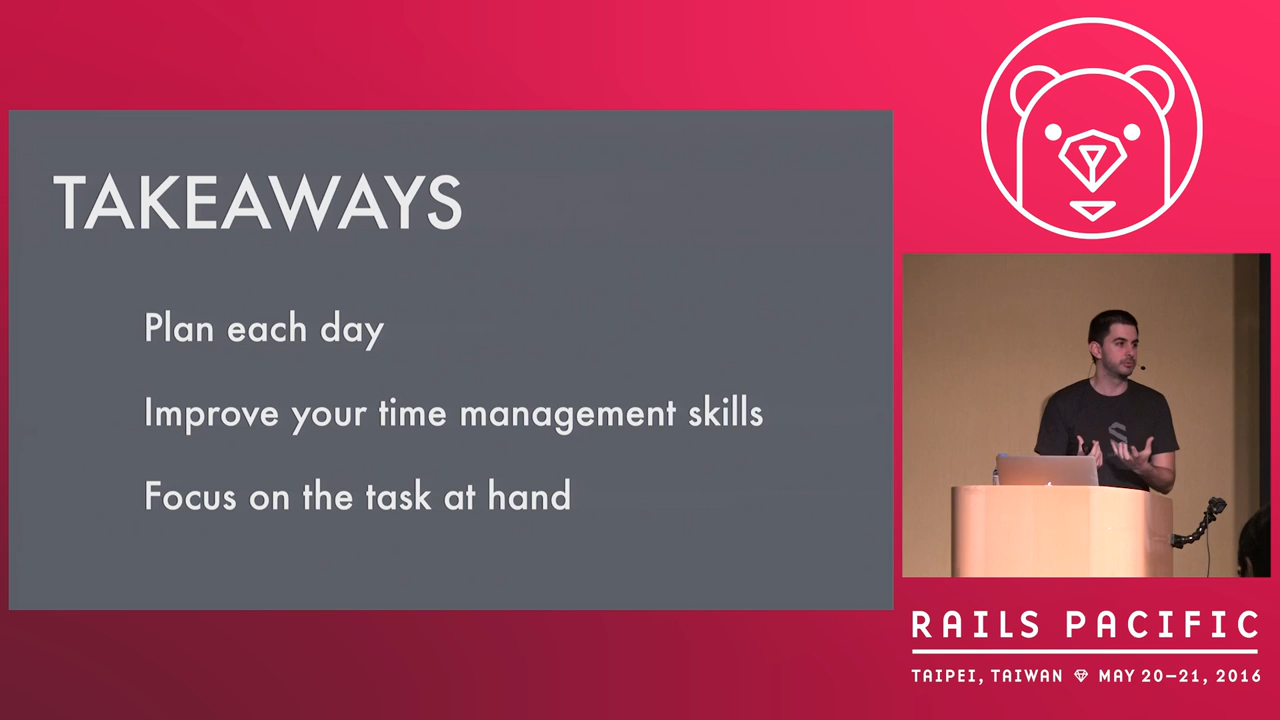 TAKEAWAYS
Plan each day
Improve your time management skills
Focus on the task at hand
RAILS PACIFIC
TAIPEI, TAIWAN MAY 20–21, 2016